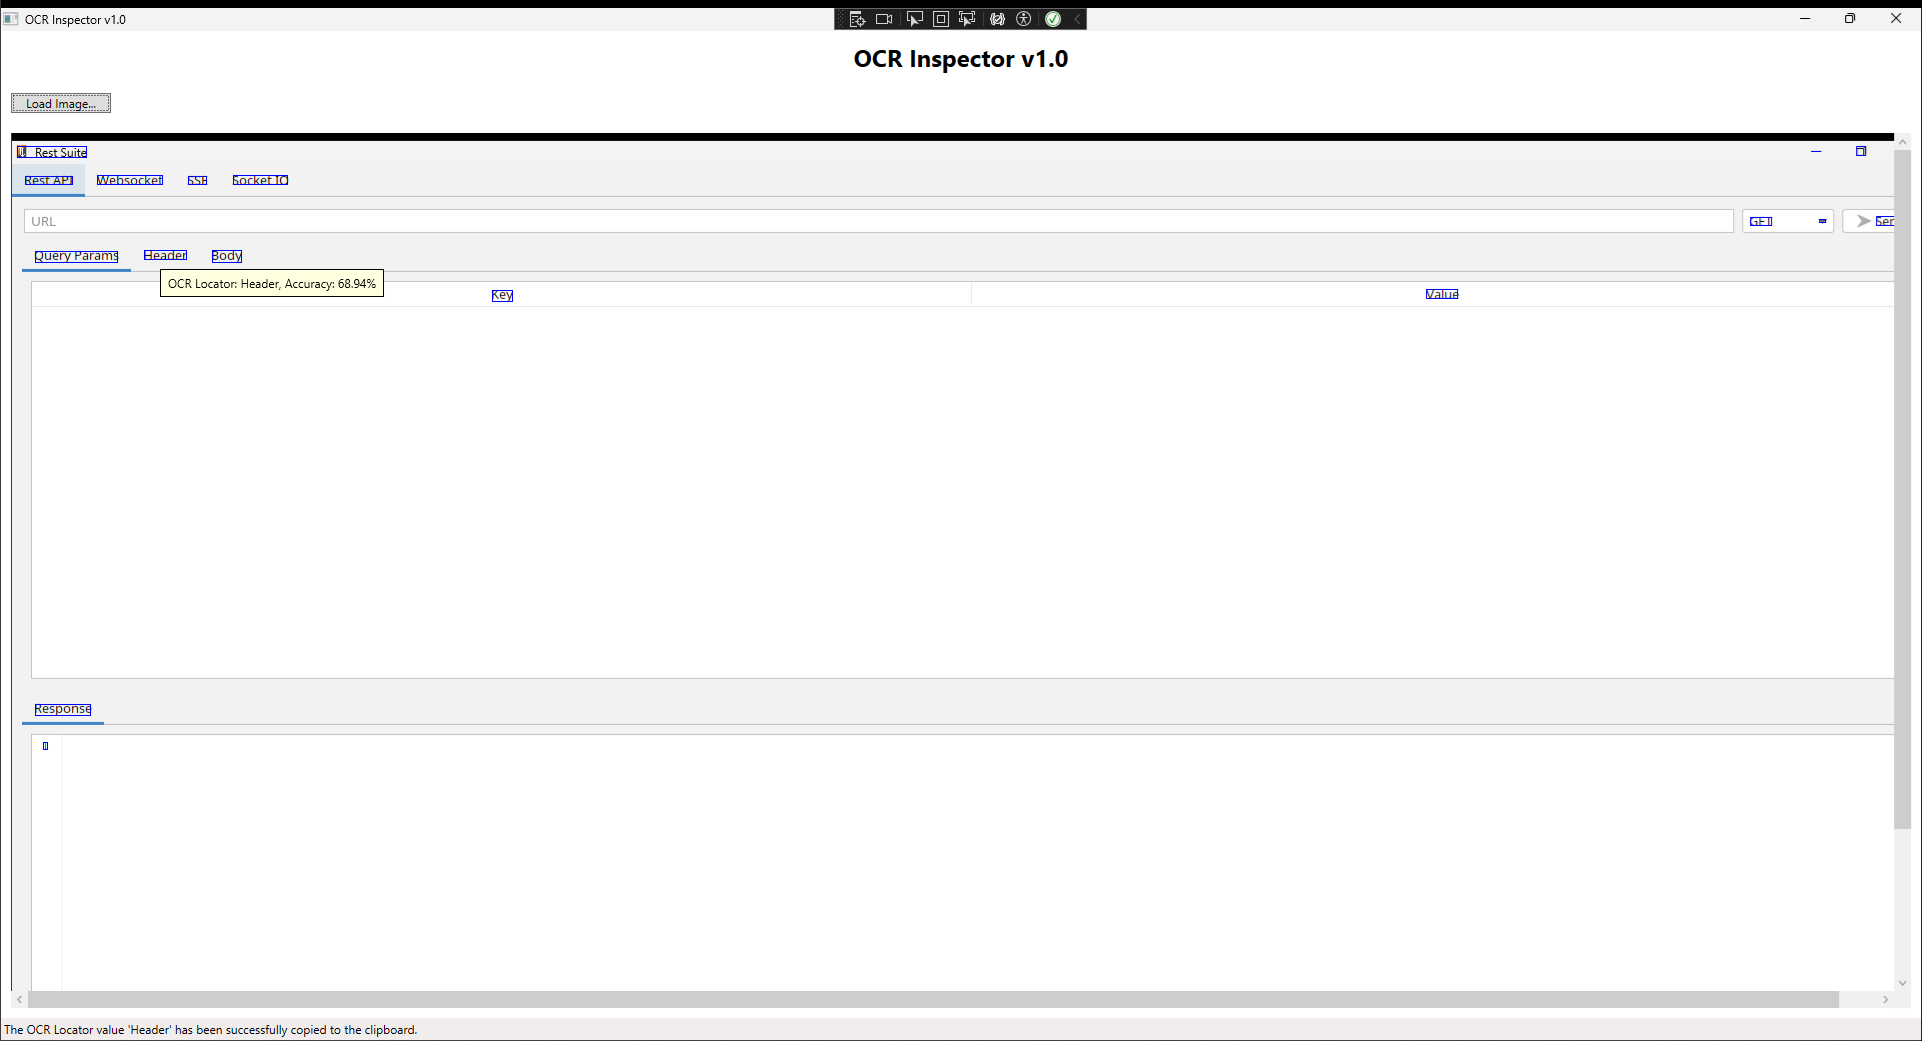 OCR Inspector v1.0
OCR Inspector v1.0
Load Image...
Rest Suite
Rest API Websocket SSE Socket IO
URL GET Sen
Query Params Header Body
OCR Locator: Header, Accuracy: 68.94%
Key Value
Response
The OCR Locator value 'Header' has been successfully copied to the clipboard.